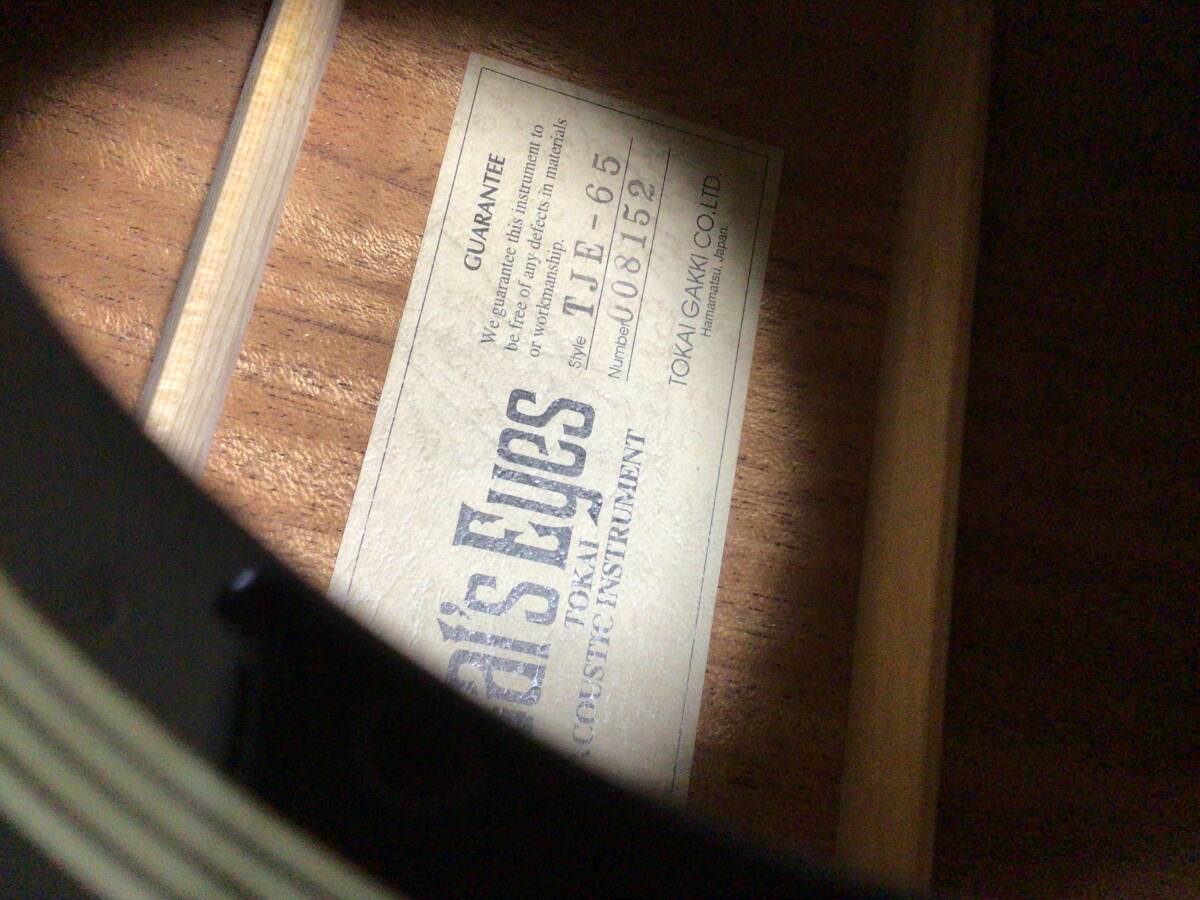 GUARANTEE
We guarantee this instrument to
be free of any defects in materials
or workmanship.
Style TJE-65
Number 008152
TOKAI GAKKI CO.LTD.
Hamamatsu, Japan.
Eyes
TOKAI
ACOUSTIC INSTRUMENT